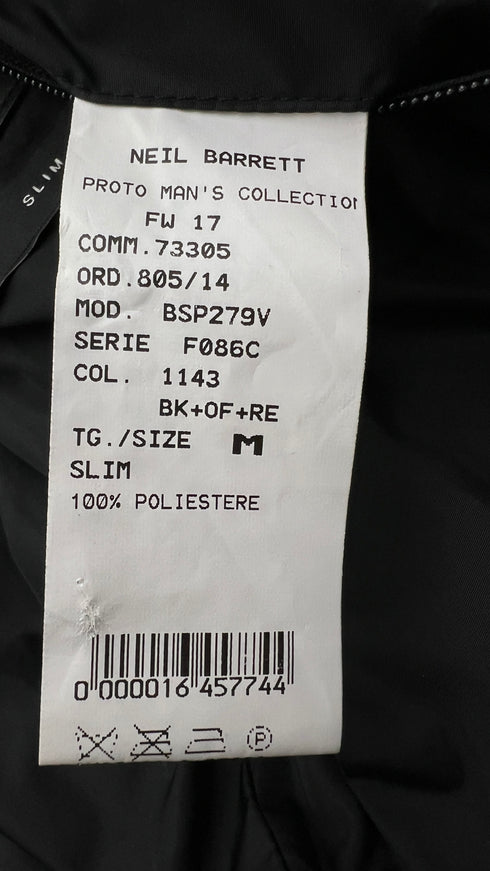 SLIM
NEIL BARRETT
PROTO MAN'S COLLECTION
FW 17
COMM.73305
ORD.805/14
MOD. BSP279V
SERIE F086C
COL. 1143
BK+OF+RE
TG./SIZE M
SLIM
100% POLIESTERE
0 000016 457744
P